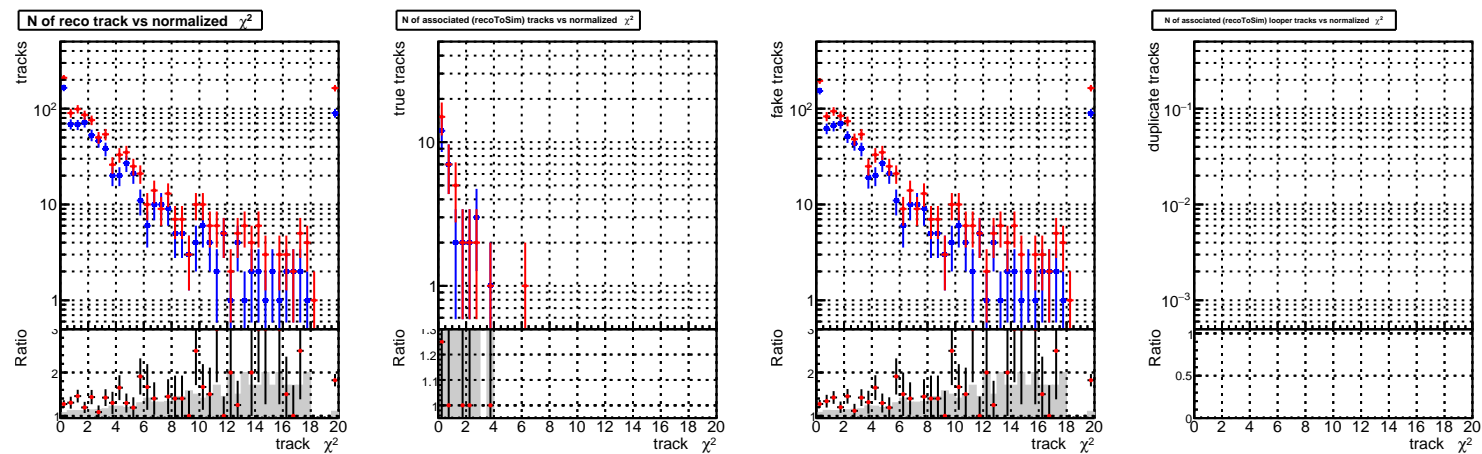 N of reco track vs normalized χ²
tracks
10²
10
1
Ratio
3
2
1
0 2 4 6 8 10 12 14 16 18 20
track χ²
N of associated (recoToSim) tracks vs normalized χ²
true tracks
10
1
Ratio
1.3
1.2
1.1
0 2 4 6 8 10 12 14 16 18 20
track χ²
fake tracks
10²
10
1
Ratio
3
2
1
0 2 4 6 8 10 12 14 16 18 20
track χ²
N of associated (recoToSim) looper tracks vs normalized χ²
duplicate tracks
10⁻¹
10⁻²
10⁻³
Ratio
1
0.5
0
0 2 4 6 8 10 12 14 16 18 20
track χ²